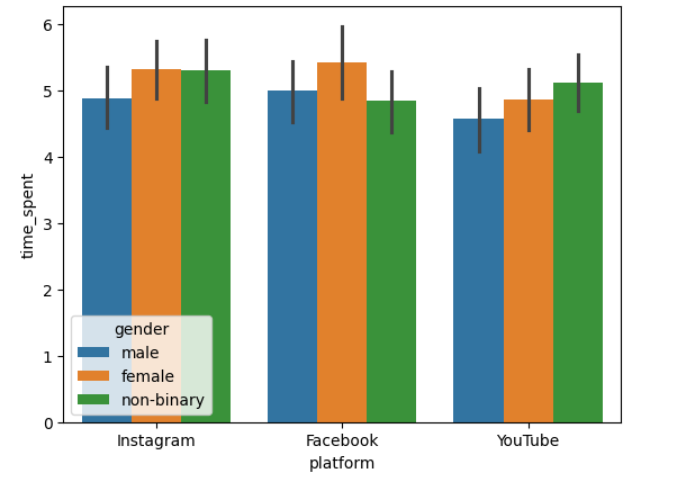 6
5
4
3
2
1
0
time_spent
gender
male
female
non-binary
Instagram
Facebook
YouTube
platform